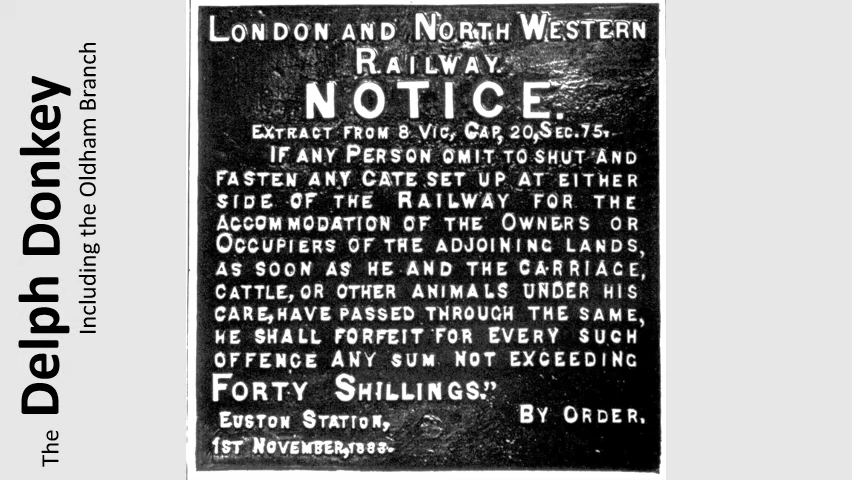 The Delph Donkey
Including the Oldham Branch
LONDON AND NORTH WESTERN
RAILWAY.
NOTICE.
EXTRACT FROM 8 VIC, CAP, 20, SEC. 75.
IF ANY PERSON OMIT TO SHUT AND
FASTEN ANY GATE SET UP AT EITHER
SIDE OF THE RAILWAY FOR THE
ACCOMMODATION OF THE OWNERS OR
OCCUPIERS OF THE ADJOINING LANDS,
AS SOON AS HE AND THE CARRIAGE,
CATTLE, OR OTHER ANIMALS UNDER HIS
CARE, HAVE PASSED THROUGH THE SAME,
HE SHALL FORFEIT FOR EVERY SUCH
OFFENCE ANY SUM NOT EXCEEDING
FORTY SHILLINGS."
BY ORDER.
EUSTON STATION,
1ST NOVEMBER, 1883.